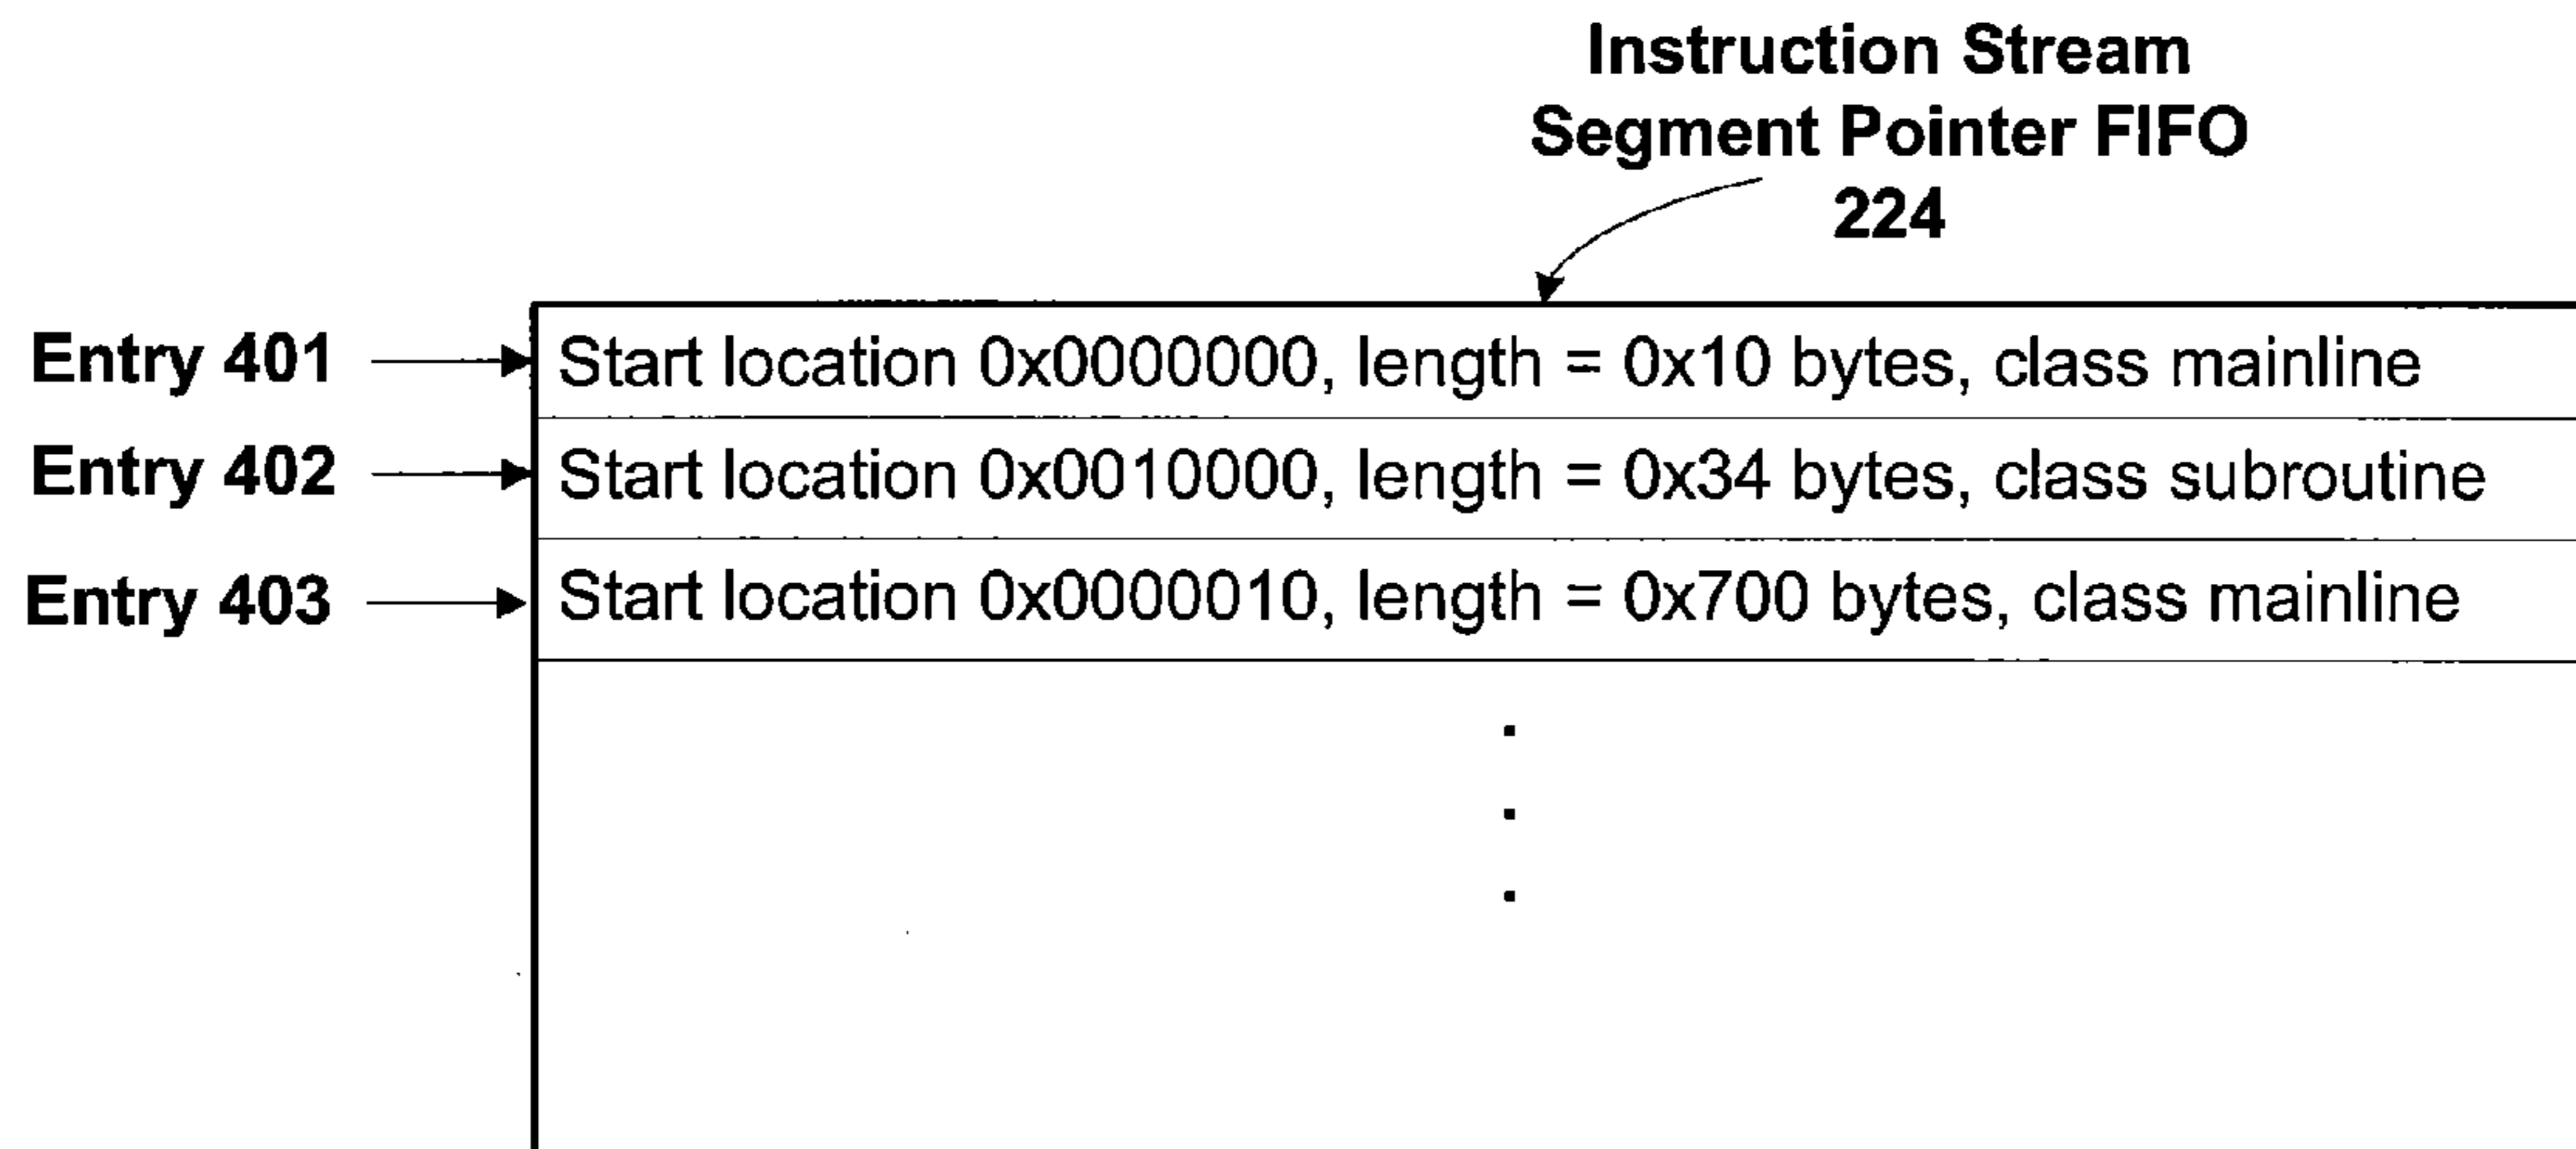 Instruction Stream
Segment Pointer FIFO
224
Entry 401 Start location 0x0000000, length = 0x10 bytes, class mainline
Entry 402 Start location 0x0010000, length = 0x34 bytes, class subroutine
Entry 403 Start location 0x0000010, length = 0x700 bytes, class mainline